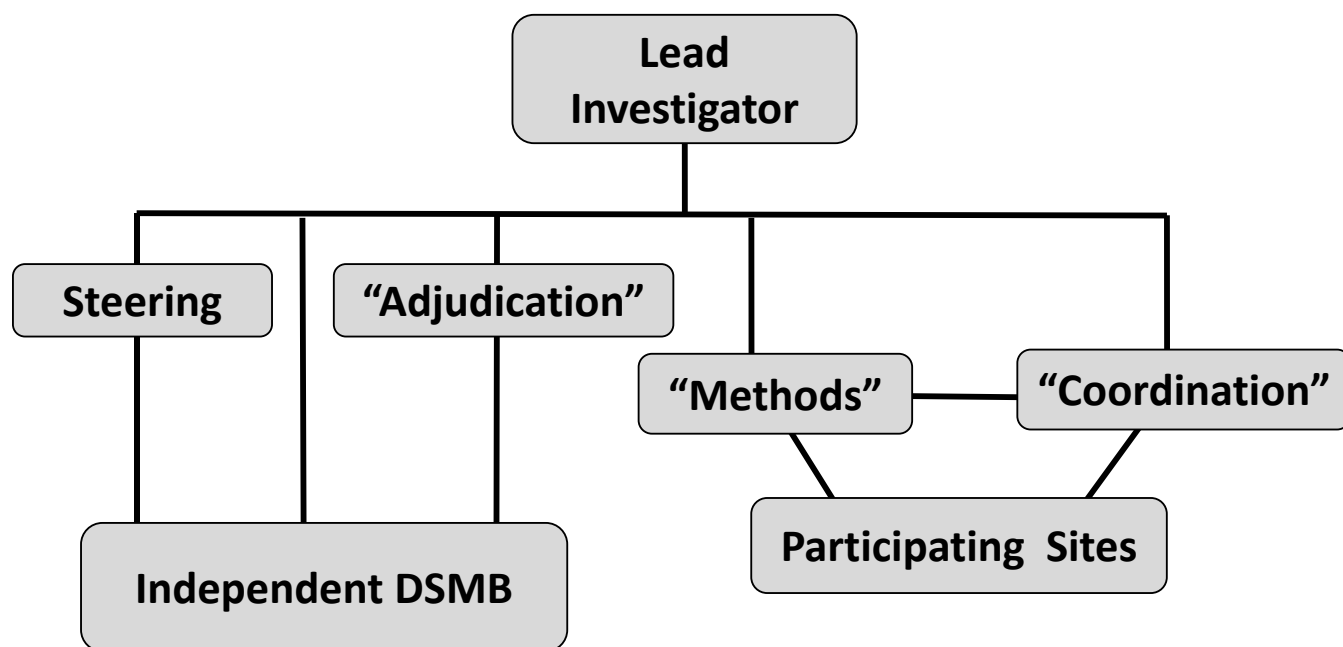 Lead
Investigator
Steering
“Adjudication”
“Methods”
“Coordination”
Participating  Sites
Independent DSMB